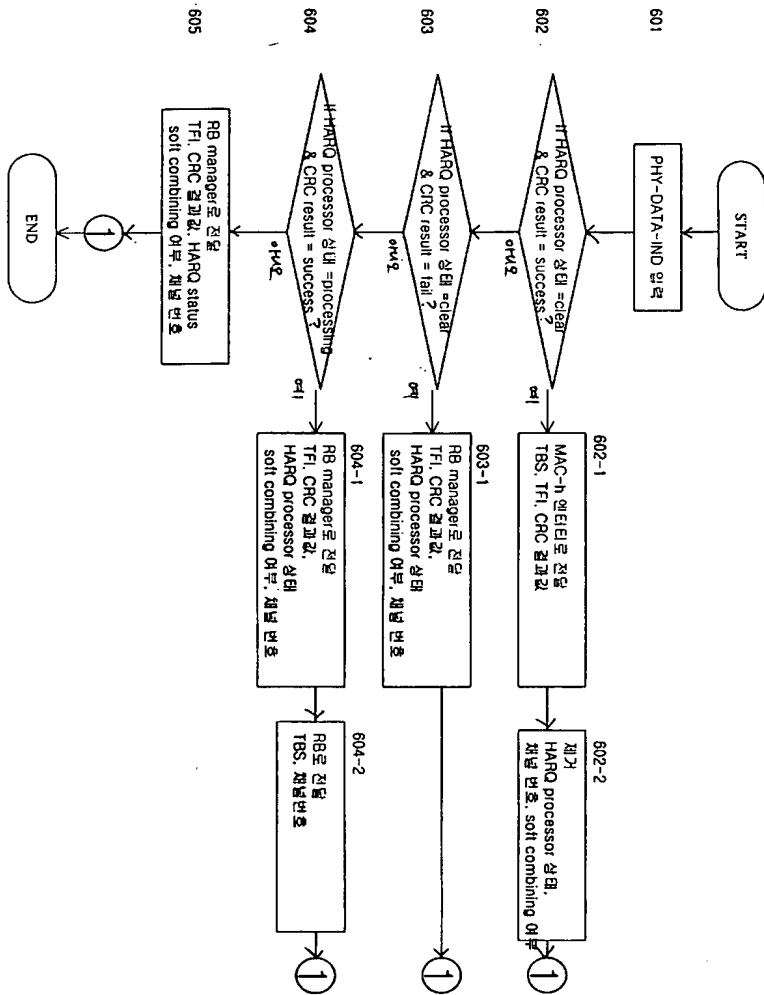 START
601
PHY-DATA-IND 입력
602
If HARQ processor 상태 =clear
& CRC result = success ?
예
아니오
602-1
MAC-h 엔티티로 전달
TBS, TFI, CRC 결과값
602-2
제거
HARQ processor 상태,
채널 번호, soft combining 여부
1
603
If HARQ processor 상태 =clear
& CRC result = fail ?
예
아니오
603-1
RB manager로 전달
TFI, CRC 결과값,
HARQ processor 상태
soft combining 여부, 채널 번호
1
604
If HARQ processor 상태 =processing
& CRC result = success ?
예
아니오
604-1
RB manager로 전달
TFI, CRC 결과값,
HARQ processor 상태
soft combining 여부, 채널 번호
604-2
RB로 전달
TBS, 채널번호
1
605
RB manager로 전달
TFI, CRC 결과값, HARQ status
soft combining 여부, 채널 번호
1
END